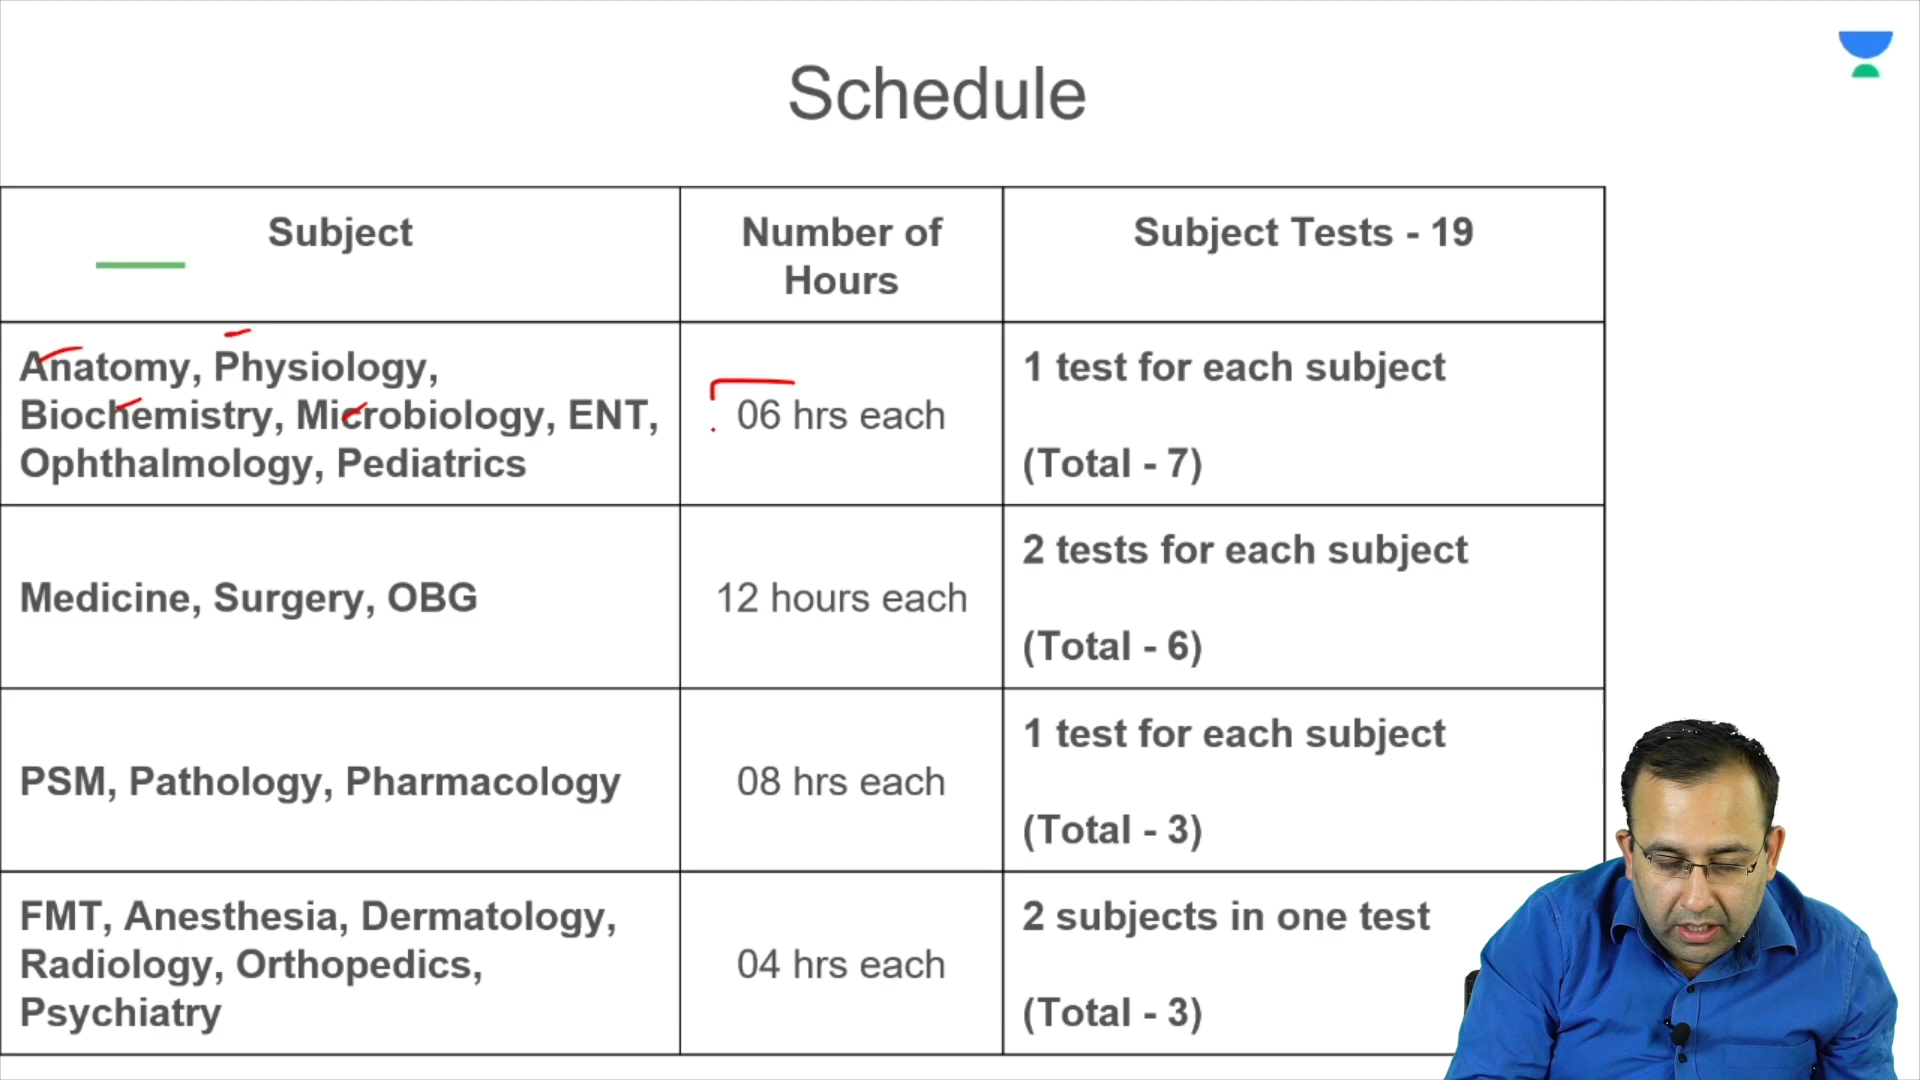 Schedule
Subject
Number of
Hours
Subject Tests - 19
Anatomy, Physiology,
Biochemistry, Microbiology, ENT,
Ophthalmology, Pediatrics
06 hrs each
1 test for each subject
(Total - 7)
Medicine, Surgery, OBG
12 hours each
2 tests for each subject
(Total - 6)
PSM, Pathology, Pharmacology
08 hrs each
1 test for each subject
(Total - 3)
FMT, Anesthesia, Dermatology,
Radiology, Orthopedics,
Psychiatry
04 hrs each
2 subjects in one test
(Total - 3)